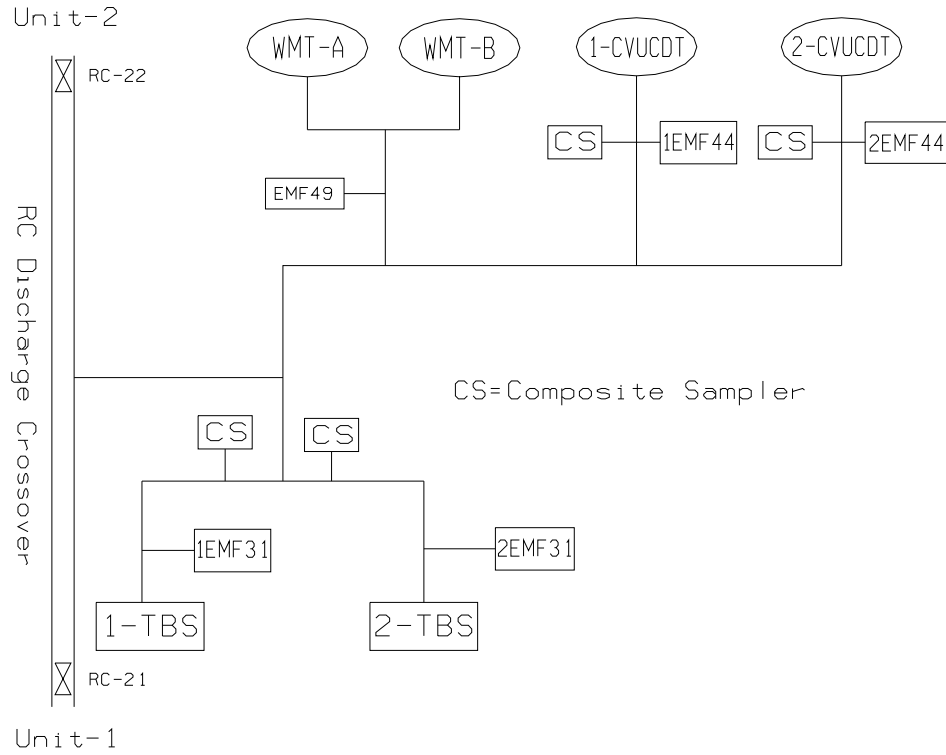 Unit-2
RC-22
WMT-A
WMT-B
1-CVUCDT
2-CVUCDT
CS
1EMF44
CS
2EMF44
EMF49
RC Discharge Crossover
CS=Composite Sampler
CS
CS
1EMF31
2EMF31
1-TBS
2-TBS
RC-21
Unit-1